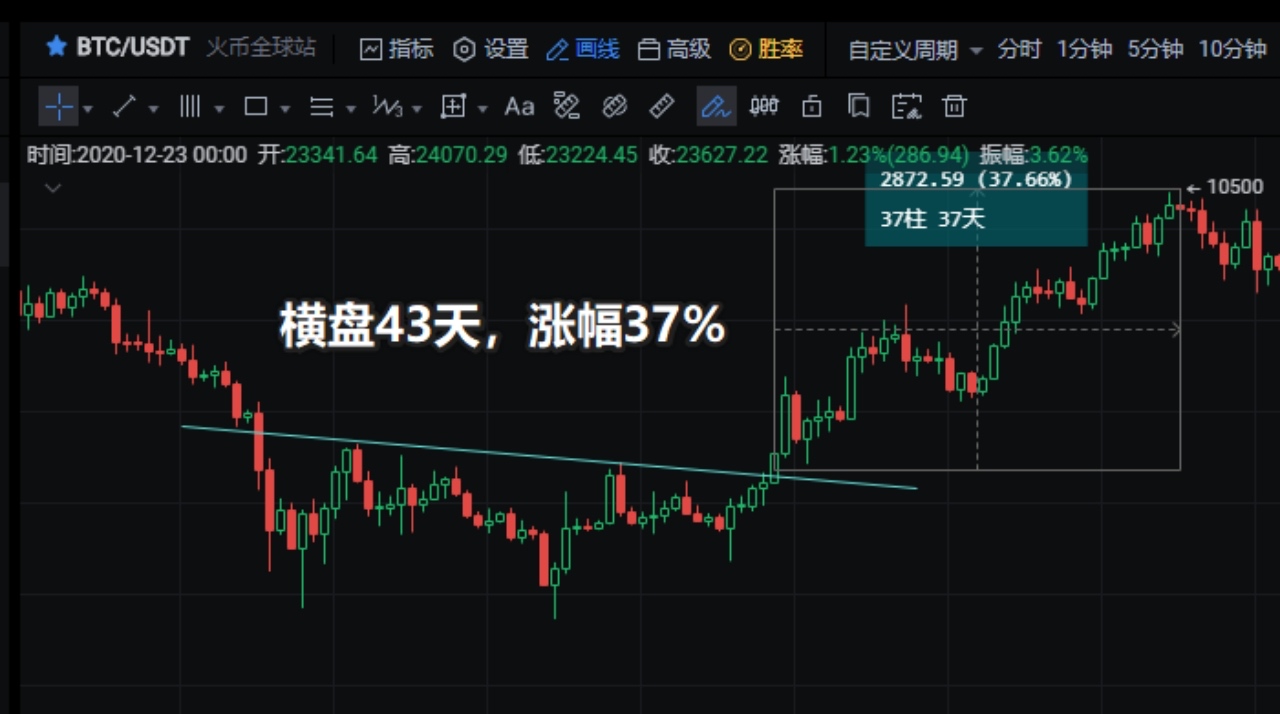 BTC/USDT 火币全球站 指标 设置 画线 高级 胜率 自定义周期 分时 1分钟 5分钟 10分钟
Aa
时间:2020-12-23 00:00 开:23341.64 高:24070.29 低:23224.45 收:23627.22 涨幅:1.23%(286.94) 振幅:3.62%
2872.59 (37.66%)
←10500
37柱 37天
横盘43天，涨幅37%